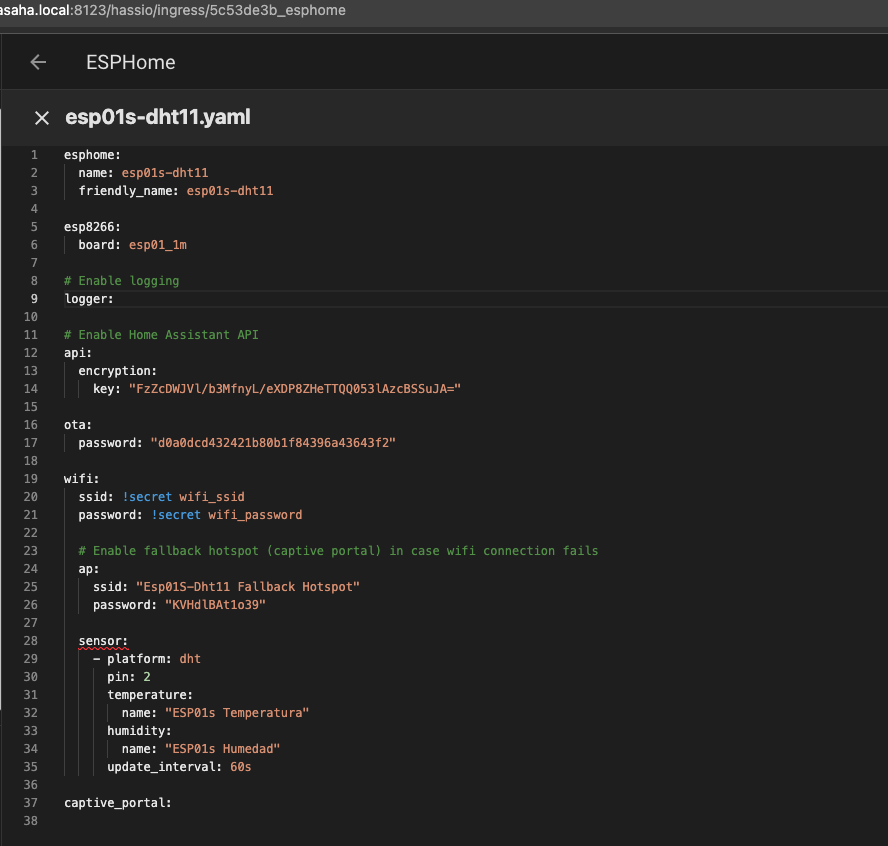 asaha.local:8123/hassio/ingress/5c53de3b_esphome
ESPHome
esp01s-dht11.yaml
1 esphome:
2 name: esp01s-dht11
3 friendly_name: esp01s-dht11
4
5 esp8266:
6 board: esp01_1m
7
8 # Enable logging
9 logger:
10
11 # Enable Home Assistant API
12 api:
13 encryption:
14 key: "FzZcDWJVl/b3MfnyL/eXDP8ZHeTTQQ053lAzcBSSuJA="
15
16 ota:
17 password: "d0a0dcd432421b80b1f84396a43643f2"
18
19 wifi:
20 ssid: !secret wifi_ssid
21 password: !secret wifi_password
22
23 # Enable fallback hotspot (captive portal) in case wifi connection fails
24 ap:
25 ssid: "Esp01S-Dht11 Fallback Hotspot"
26 password: "KVHdlBAt1o39"
27
28 sensor:
29 - platform: dht
30 pin: 2
31 temperature:
32 name: "ESP01s Temperatura"
33 humidity:
34 name: "ESP01s Humedad"
35 update_interval: 60s
36
37 captive_portal:
38